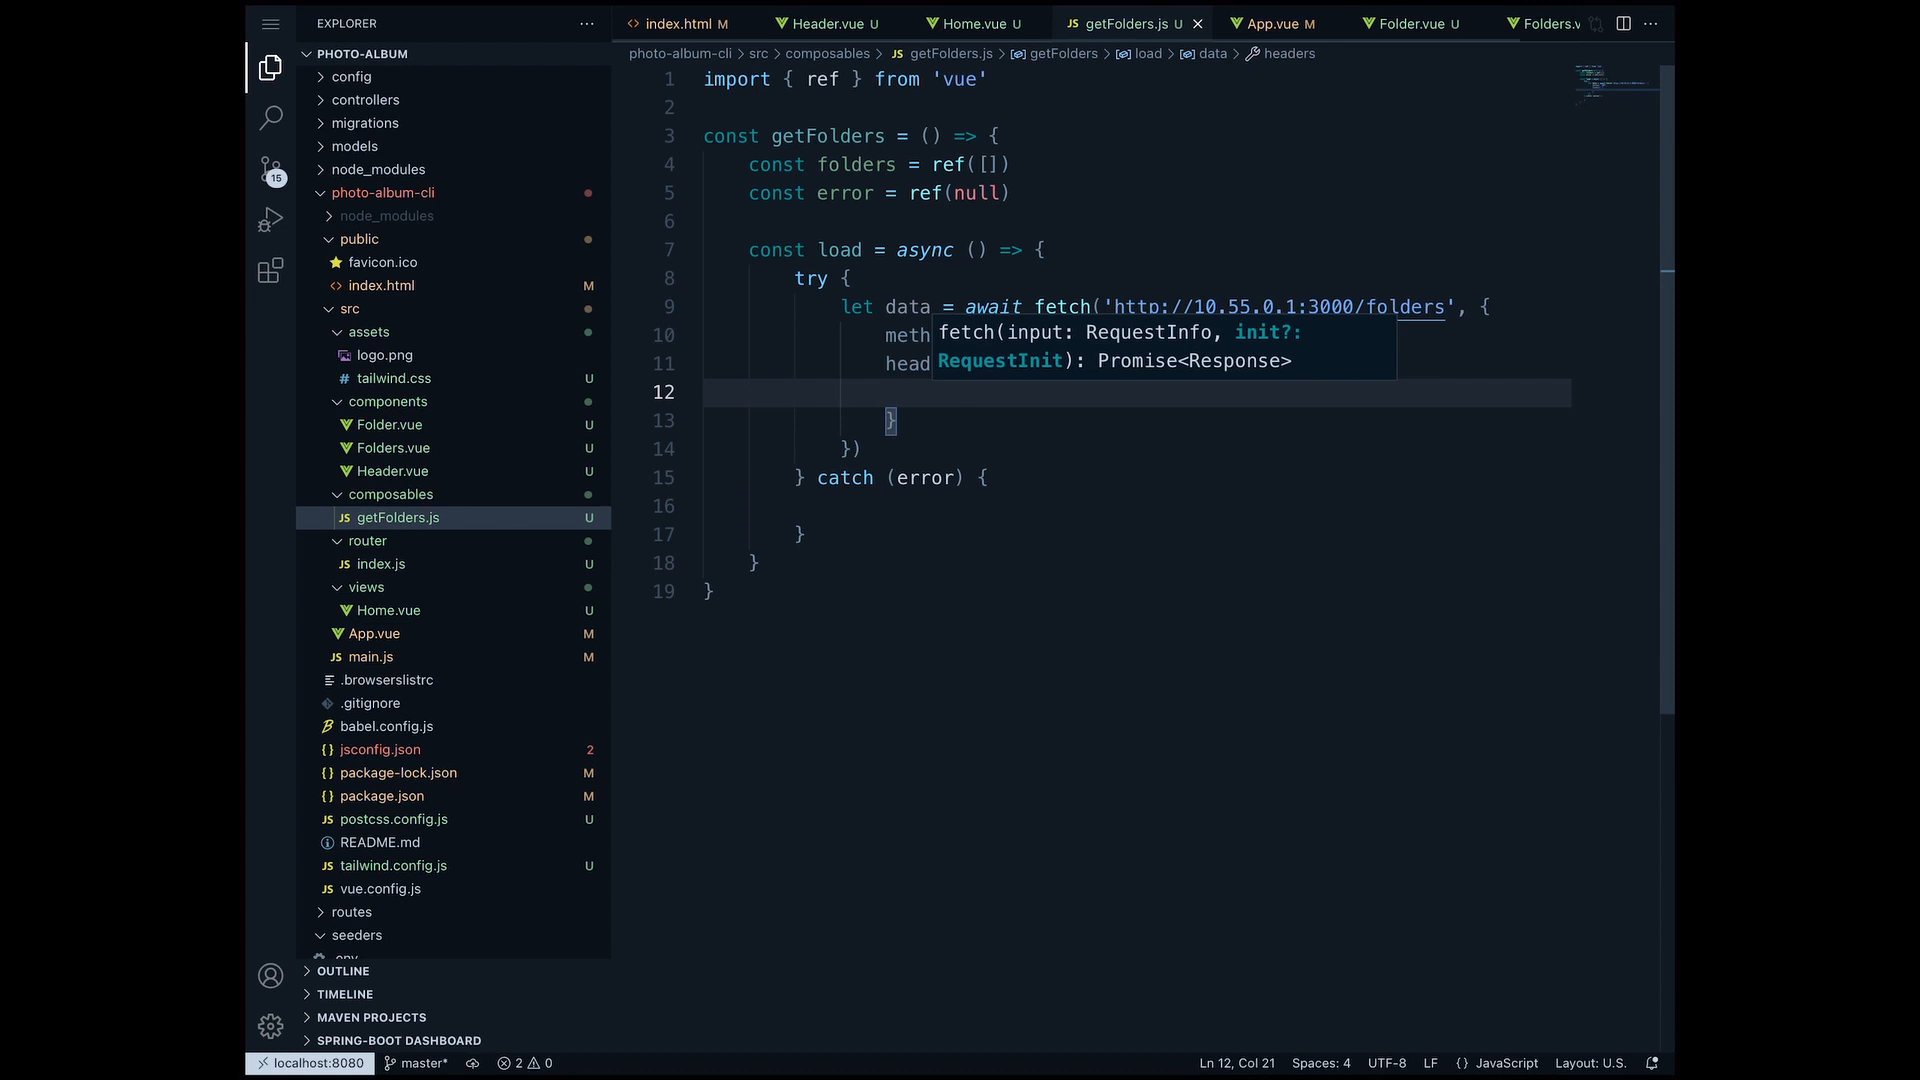 EXPLORER
PHOTO-ALBUM
config
controllers
migrations
models
node_modules
photo-album-cli
node_modules
public
favicon.ico
index.html M
src
assets
logo.png
tailwind.css U
components
Folder.vue U
Folders.vue U
Header.vue U
composables
JS getFolders.js U
router
JS index.js U
views
Home.vue U
App.vue M
JS main.js M
.browserslistrc
.gitignore
babel.config.js
{} jsconfig.json 2
{} package-lock.json M
{} package.json M
JS postcss.config.js U
README.md
JS tailwind.config.js U
JS vue.config.js
routes
seeders
OUTLINE
TIMELINE
MAVEN PROJECTS
SPRING-BOOT DASHBOARD
15
index.html M Header.vue U Home.vue U JS getFolders.js U App.vue M Folder.vue U Folders.v
photo-album-cli > src > composables > JS getFolders.js > getFolders > load > data > headers
1 import { ref } from 'vue'
2
3 const getFolders = () => {
4 const folders = ref([])
5 const error = ref(null)
6
7 const load = async () => {
8 try {
9 let data = await fetch('http://10.55.0.1:3000/folders', {
10 meth
11 head
fetch(input: RequestInfo, init?:
RequestInit): Promise<Response>
12
13 }
14 })
15 } catch (error) {
16
17 }
18 }
19 }
localhost:8080 master* 2 0 Ln 12, Col 21 Spaces: 4 UTF-8 LF {} JavaScript Layout: U.S.